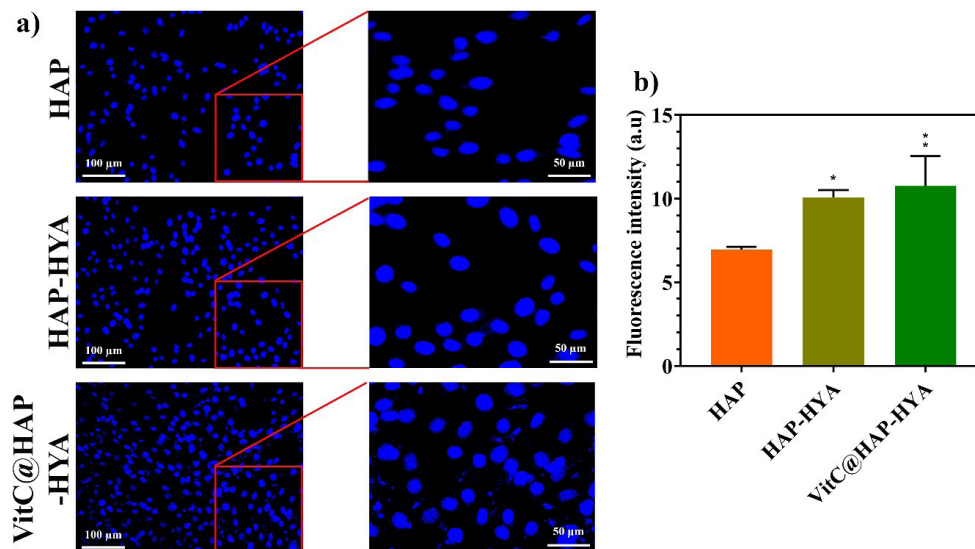 a)
HAP
100 µm
50 µm
HAP-HYA
100 µm
50 µm
VitC@HAP
-HYA
100 µm
50 µm
b)
Fluorescence intensity (a.u)
15
10
5
0
*
*
*
HAP
HAP-HYA
VitC@HAP-HYA